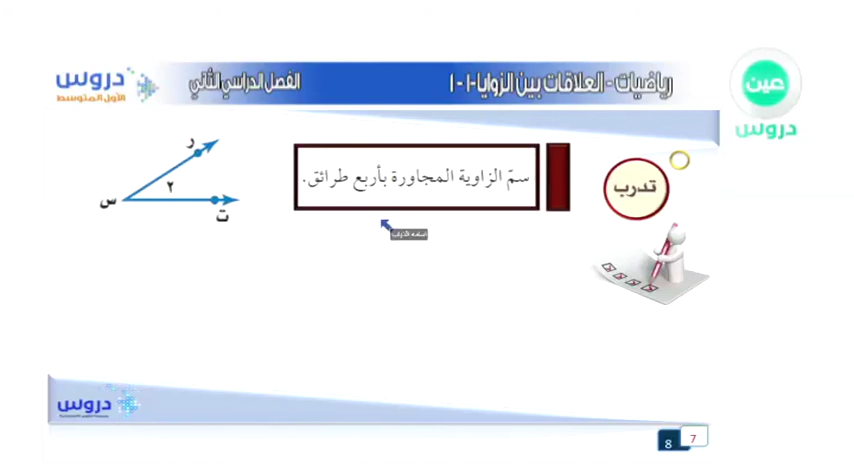 رياضيات - العلاقات بين الزوايا - ١ - ١
الفصل الدراسي الثاني
دروس
الأول المتوسط
عين
دروس
تدرب
سمّ الزاوية المجاورة بأربع طرائق.
ر
٢
س
ت
دروس
8
7